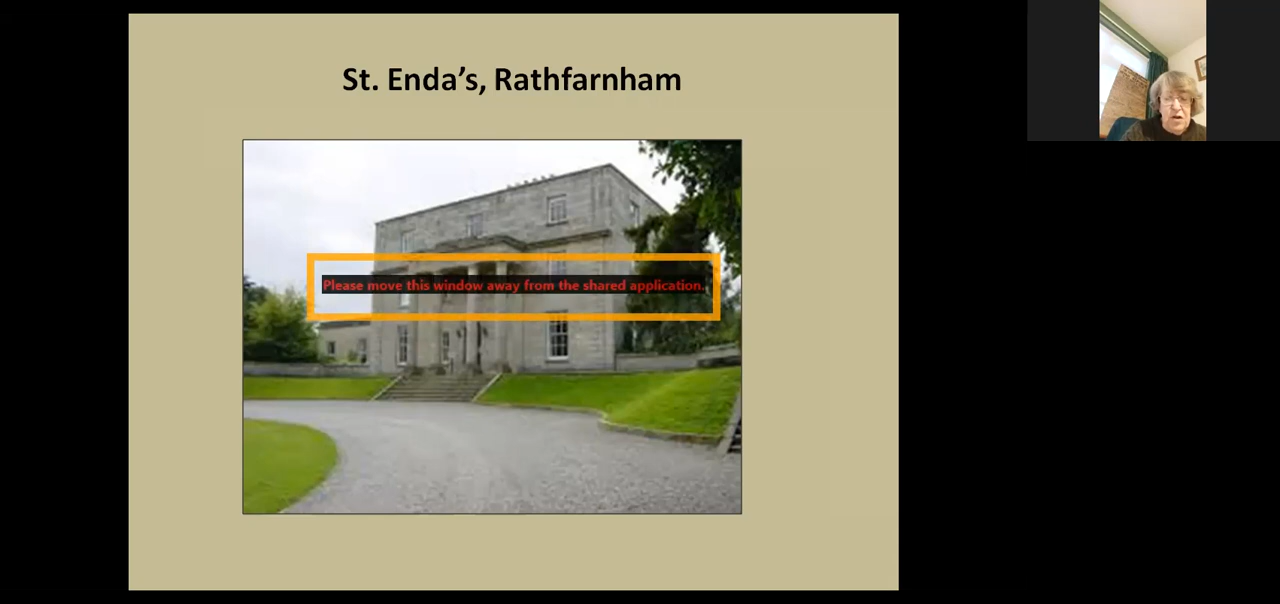 St. Enda's, Rathfarnham
Please move this window away from the shared application.